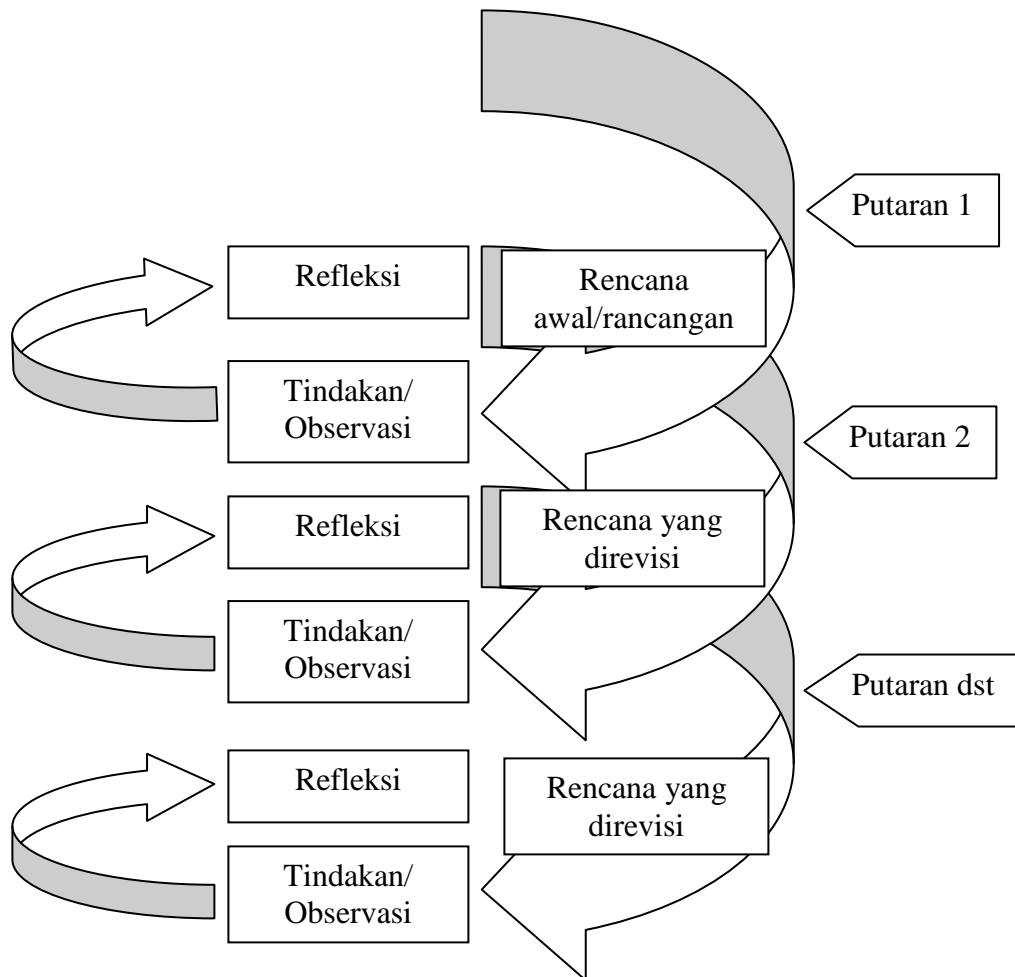 Putaran 1
Refleksi
Rencana
awal/rancangan
Tindakan/
Observasi
Putaran 2
Refleksi
Rencana yang
direvisi
Tindakan/
Observasi
Putaran dst
Refleksi
Rencana yang
direvisi
Tindakan/
Observasi